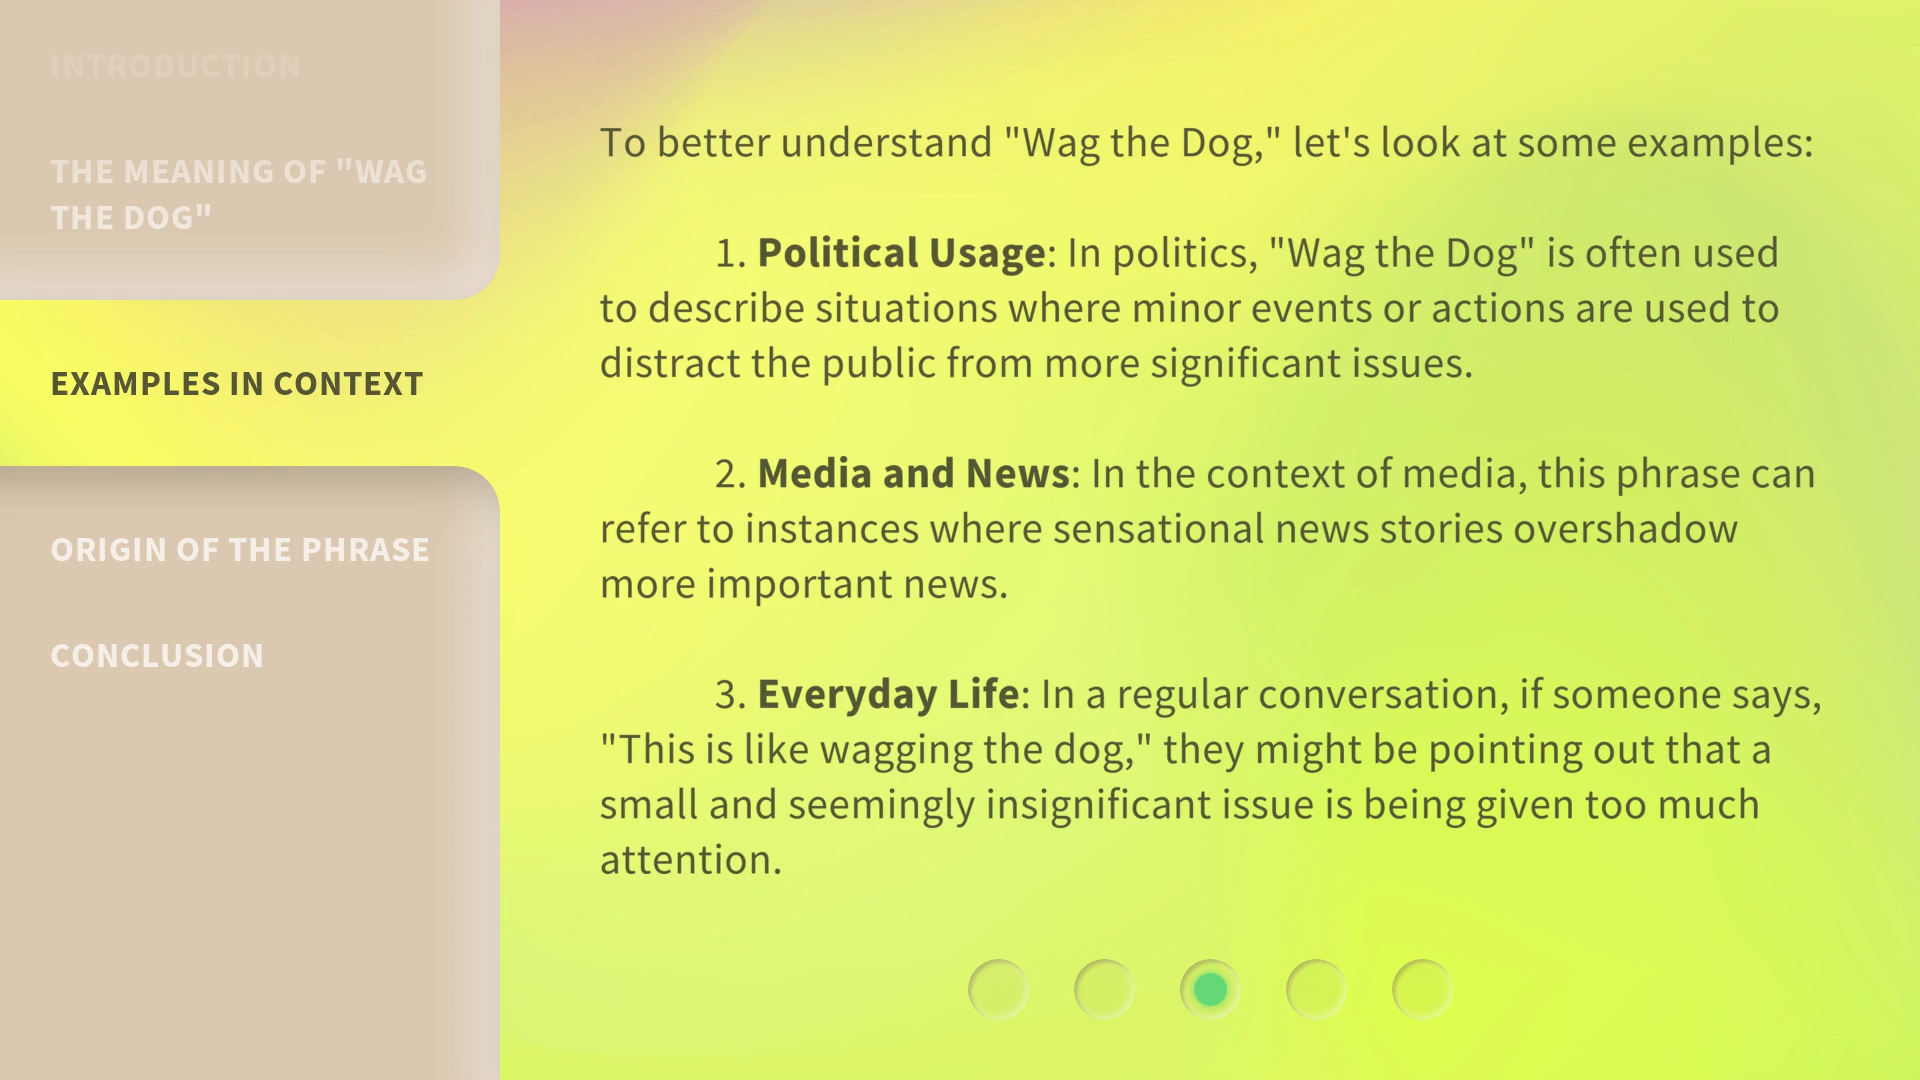 INTRODUCTION
THE MEANING OF "WAG
THE DOG"
EXAMPLES IN CONTEXT
ORIGIN OF THE PHRASE
CONCLUSION
To better understand "Wag the Dog," let's look at some examples:
1. Political Usage: In politics, "Wag the Dog" is often used
to describe situations where minor events or actions are used to
distract the public from more significant issues.
2. Media and News: In the context of media, this phrase can
refer to instances where sensational news stories overshadow
more important news.
3. Everyday Life: In a regular conversation, if someone says,
"This is like wagging the dog," they might be pointing out that a
small and seemingly insignificant issue is being given too much
attention.